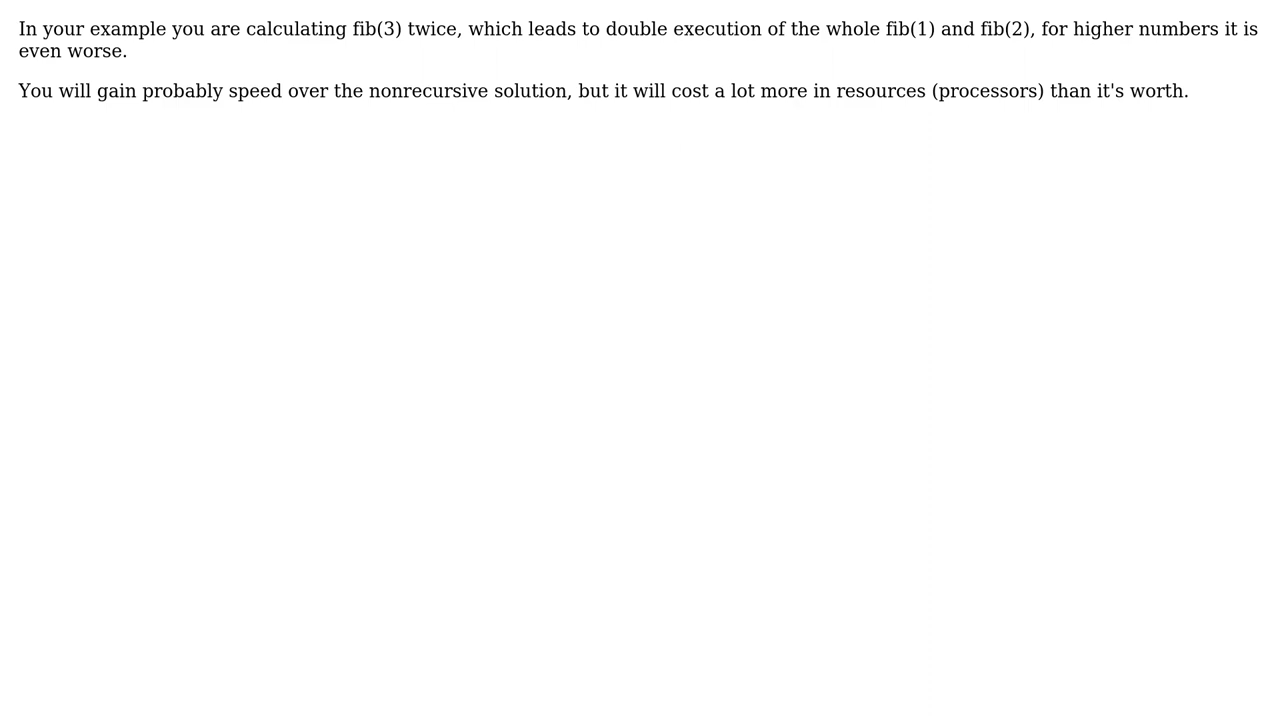 In your example you are calculating fib(3) twice, which leads to double execution of the whole fib(1) and fib(2), for higher numbers it is
even worse.
You will gain probably speed over the nonrecursive solution, but it will cost a lot more in resources (processors) than it's worth.